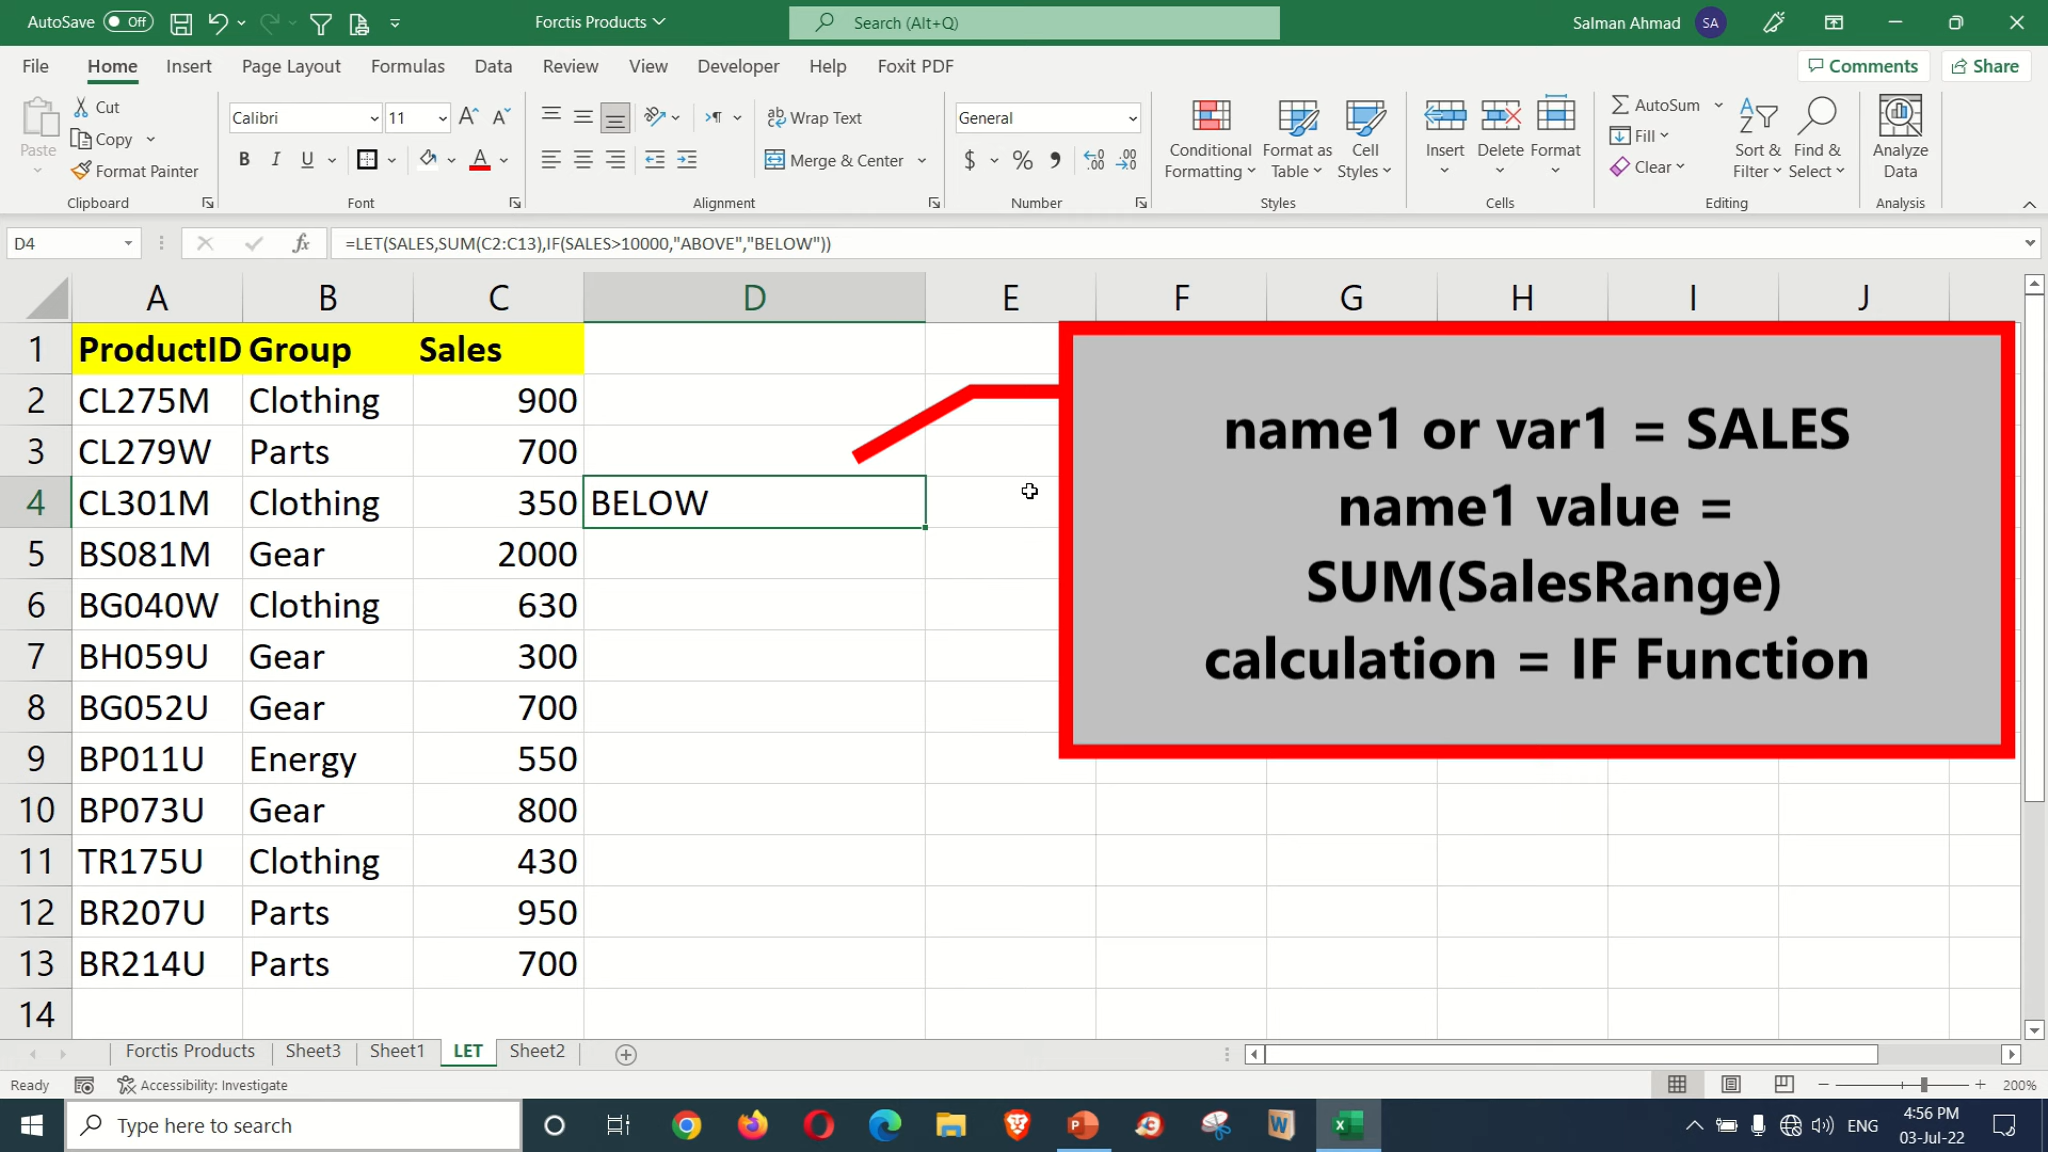 AutoSave Off Forctis Products Search (Alt+Q) Salman Ahmad SA
File Home Insert Page Layout Formulas Data Review View Developer Help Foxit PDF Comments Share
Paste
Cut
Copy
Format Painter
Clipboard
Calibri 11
B I U A
Font
Wrap Text
Merge & Center
Alignment
General
$ %
Number
Conditional Formatting
Format as Table
Cell Styles
Styles
Insert Delete Format
Cells
AutoSum
Fill
Clear
Sort & Filter
Find & Select
Editing
Analyze Data
Analysis
D4 fx =LET(SALES,SUM(C2:C13),IF(SALES>10000,"ABOVE","BELOW"))
A B C D E F G H I J
1 ProductID Group Sales
2 CL275M Clothing 900
3 CL279W Parts 700
4 CL301M Clothing 350 BELOW
5 BS081M Gear 2000
6 BG040W Clothing 630
7 BH059U Gear 300
8 BG052U Gear 700
9 BP011U Energy 550
10 BP073U Gear 800
11 TR175U Clothing 430
12 BR207U Parts 950
13 BR214U Parts 700
14
name1 or var1 = SALES
name1 value =
SUM(SalesRange)
calculation = IF Function
Forctis Products Sheet3 Sheet1 LET Sheet2
Ready Accessibility: Investigate 200%
Type here to search ENG 4:56 PM
03-Jul-22